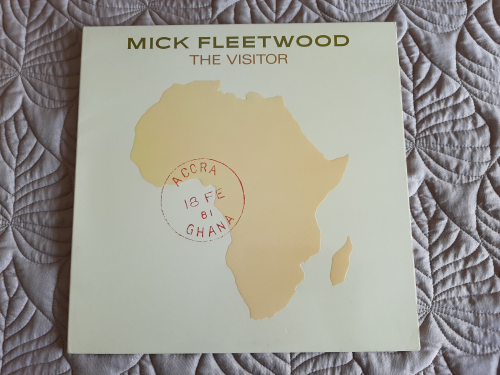 MICK FLEETWOOD
THE VISITOR
ACCRA
18 FE
81
GHANA